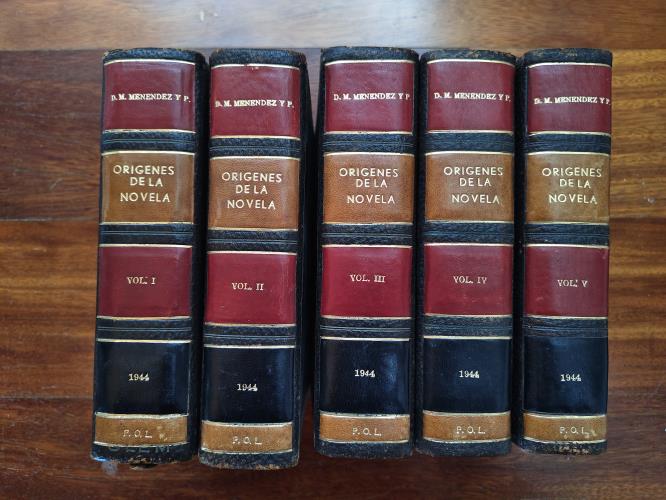 D. M. MENENDEZ Y P.
ORIGENES
DE LA
NOVELA
VOL. I
1944
P. O. L.
D. M. MENENDEZ Y P.
ORIGENES
DE LA
NOVELA
VOL. II
1944
P. O. L.
D. M. MENENDEZ Y P.
ORIGENES
DE LA
NOVELA
VOL. III
1944
P. O. L.
D. M. MENENDEZ Y P.
ORIGENES
DE LA
NOVELA
VOL. IV
1944
P. O. L.
D. M. MENENDEZ Y P.
ORIGENES
DE LA
NOVELA
VOL. V
1944
P. O. L.